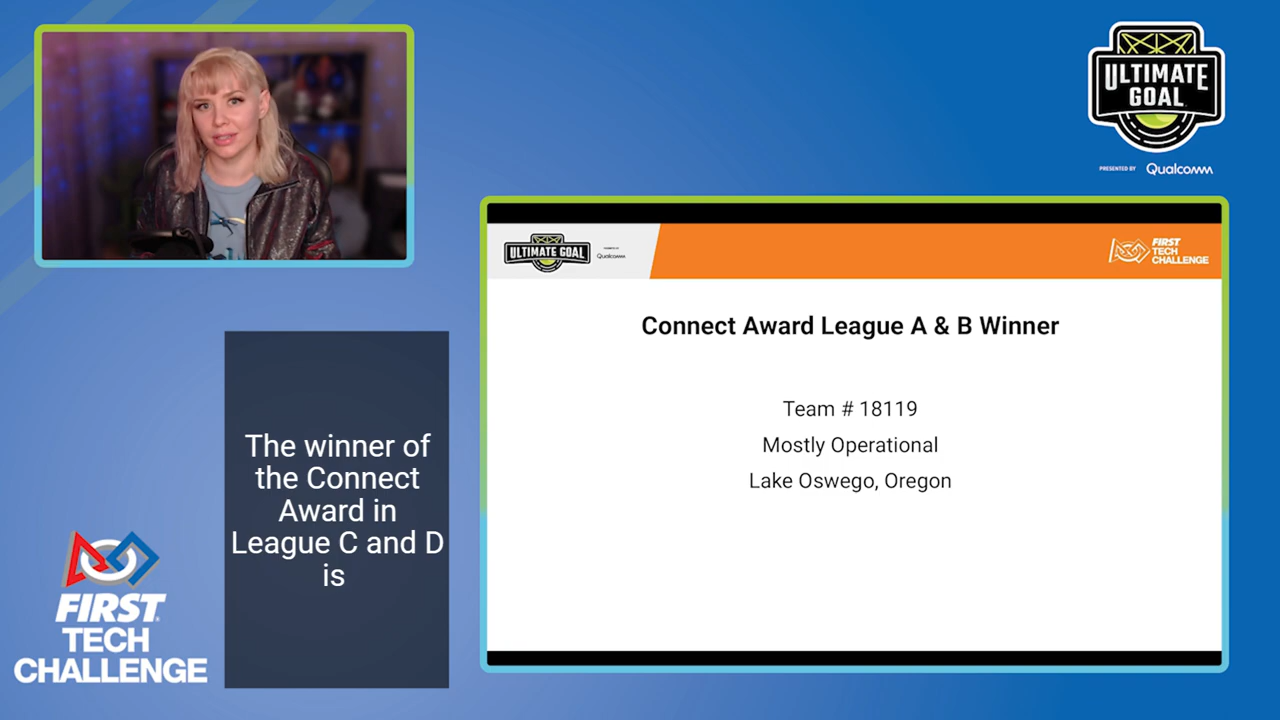 ULTIMATE
GOAL
PRESENTED BY Qualcomm
ULTIMATE GOAL
Qualcomm
FIRST
TECH
CHALLENGE
Connect Award League A & B Winner
Team # 18119
Mostly Operational
Lake Oswego, Oregon
The winner of
the Connect
Award in
League C and D
is
FIRST
TECH
CHALLENGE